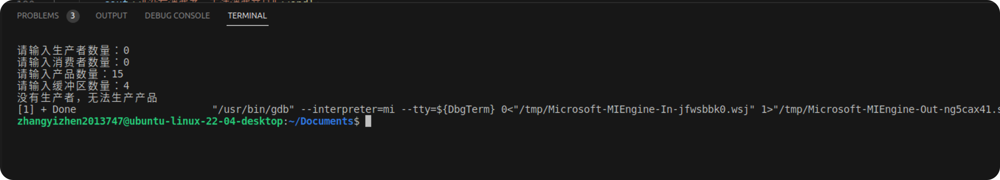 PROBLEMS 3 OUTPUT DEBUG CONSOLE TERMINAL
请输入生产者数量：0
请输入消费者数量：0
请输入产品数量：15
请输入缓冲区数量：4
没有生产者，无法生产产品
[1] + Done "/usr/bin/gdb" --interpreter=mi --tty=${DbgTerm} 0<"/tmp/Microsoft-MIEngine-In-jfwsbbk0.wsj" 1>"/tmp/Microsoft-MIEngine-Out-ng5cax41.s
zhangyizhen2013747@ubuntu-linux-22-04-desktop:~/Documents$